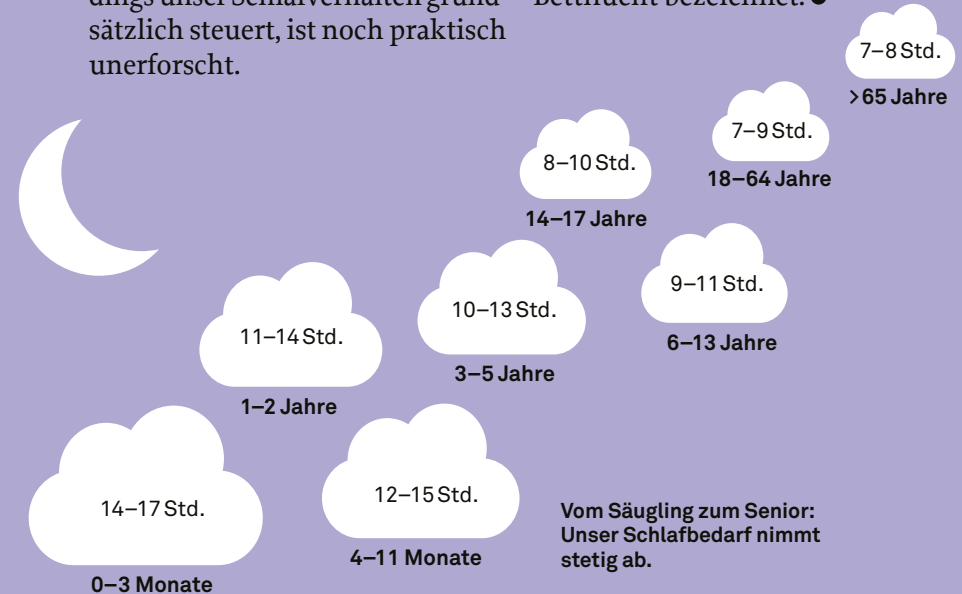 sätzlich steuert, ist noch praktisch
unerforscht.
7–8 Std.
>65 Jahre
7–9 Std.
18–64 Jahre
8–10 Std.
14–17 Jahre
9–11 Std.
6–13 Jahre
10–13 Std.
3–5 Jahre
11–14 Std.
1–2 Jahre
12–15 Std.
4–11 Monate
14–17 Std.
0–3 Monate
Vom Säugling zum Senior:
Unser Schlafbedarf nimmt
stetig ab.